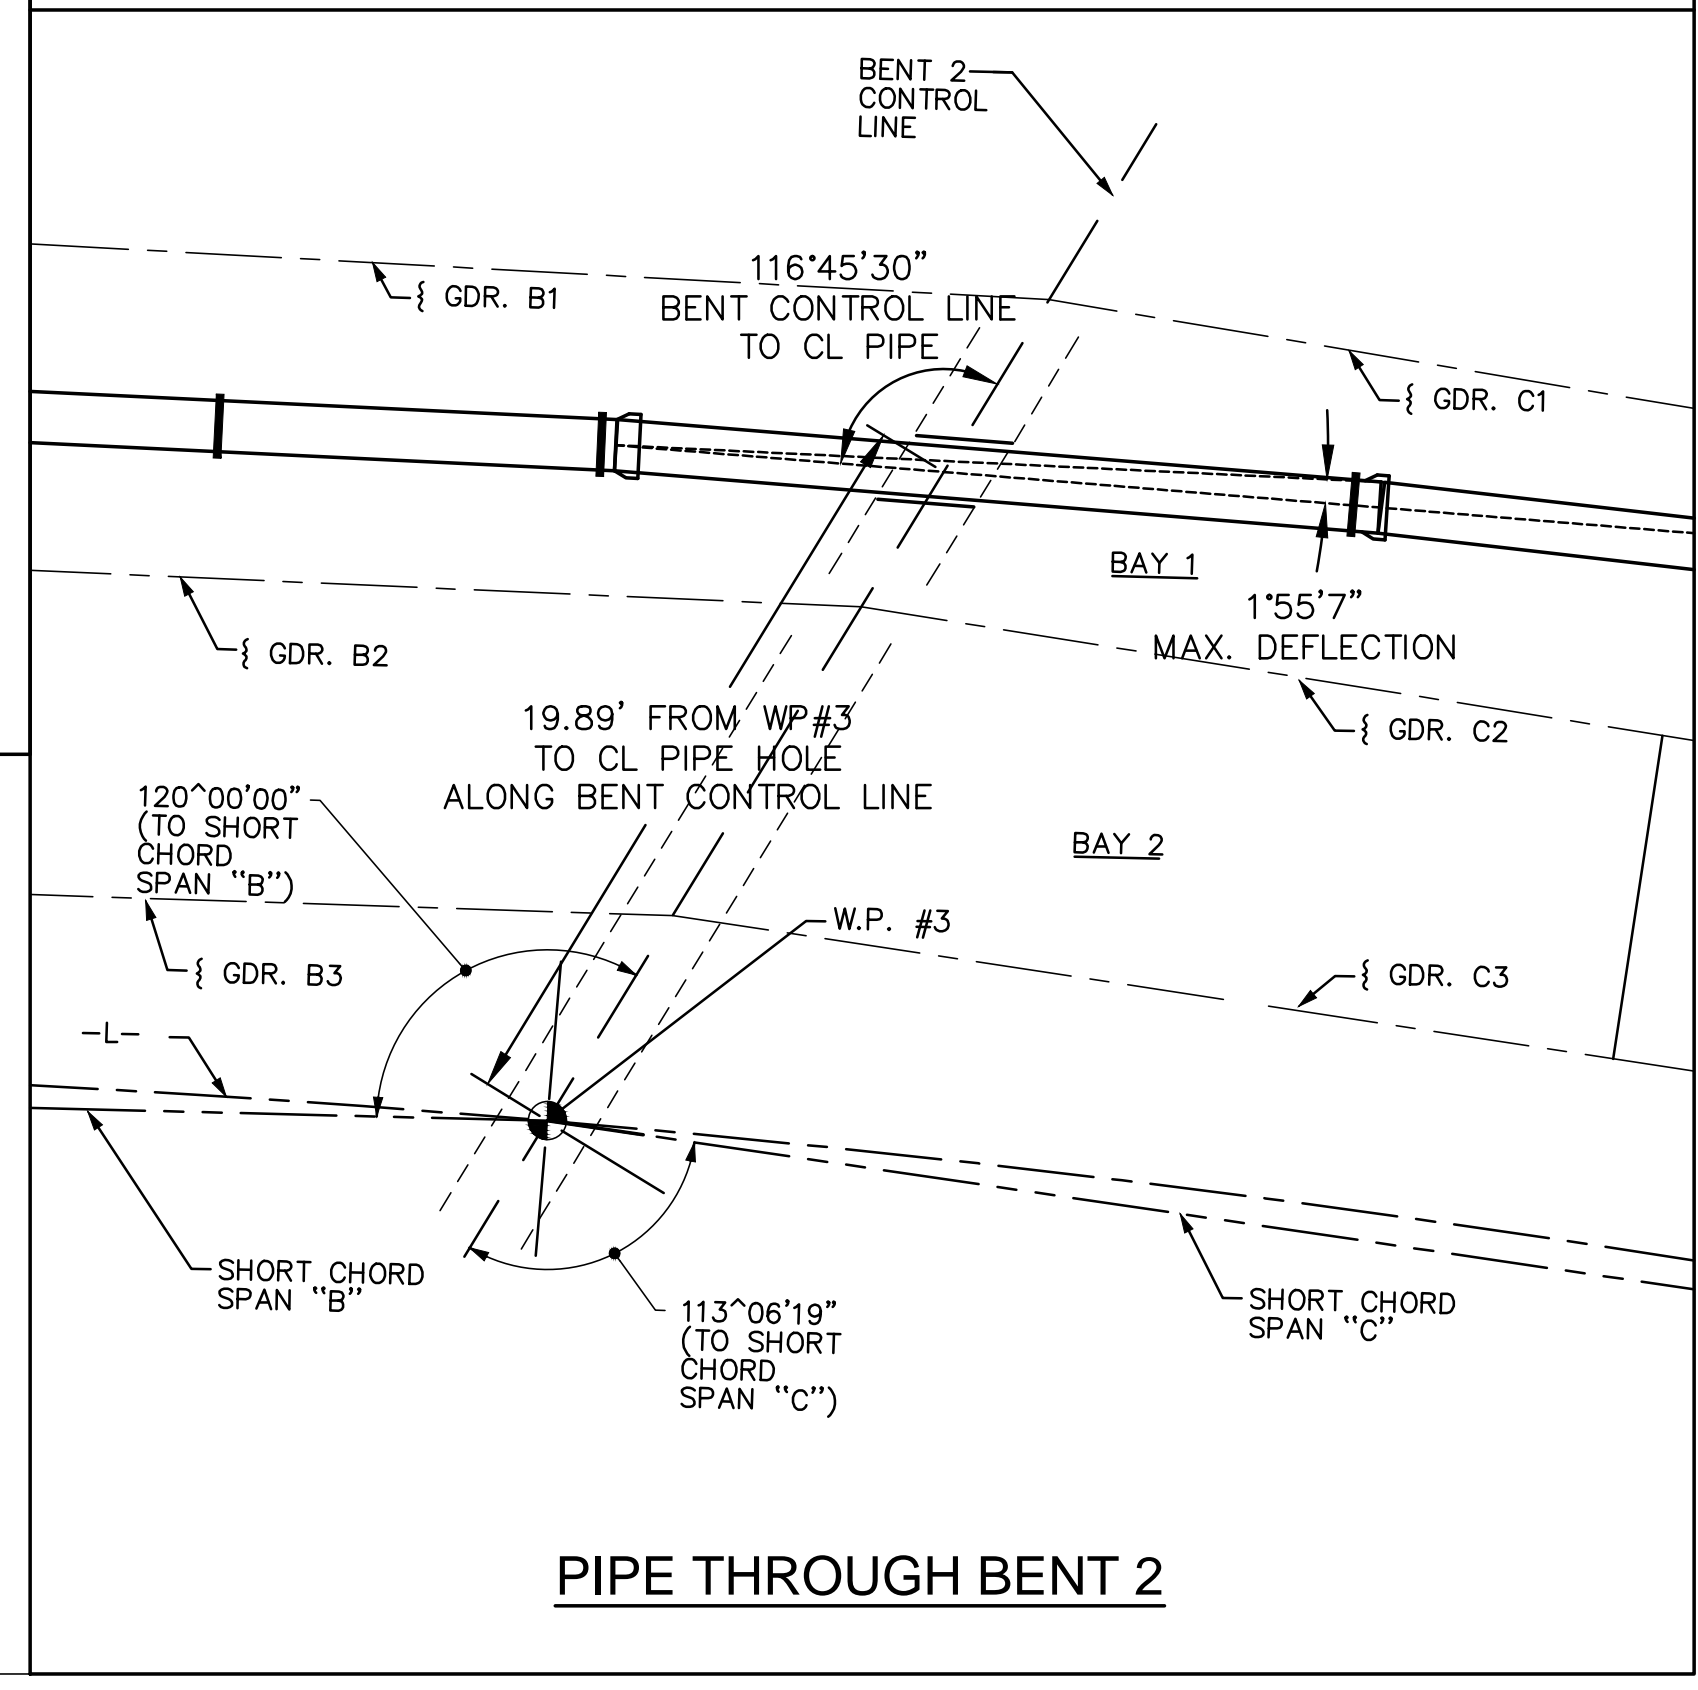 BENT 2
CONTROL
LINE
116°45'30"
BENT CONTROL LINE
TO CL PIPE
GDR. B1
GDR. C1
BAY 1
1°55'7"
MAX. DEFLECTION
GDR. B2
GDR. C2
19.89' FROM WP#3
TO CL PIPE HOLE
ALONG BENT CONTROL LINE
120^00'00"
(TO SHORT
CHORD
SPAN "B")
BAY 2
W.P. #3
GDR. B3
GDR. C3
-L-
SHORT CHORD
SPAN "B"
113^06'19"
(TO SHORT
CHORD
SPAN "C")
SHORT CHORD
SPAN "C"
PIPE THROUGH BENT 2